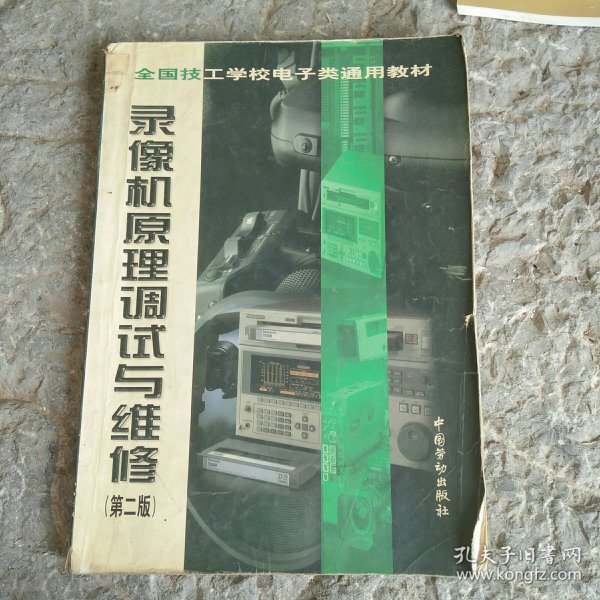 全国技工学校电子类通用教材
录像机原理调试与维修
(第二版)
中国劳动出版社
孔夫子旧书网
www.kongfz.com